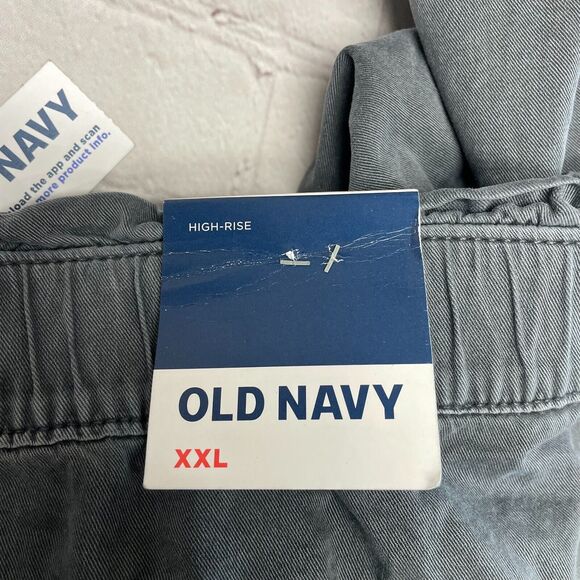 NAVY
load the app and scan
more product info.
HIGH-RISE
OLD NAVY
XXL